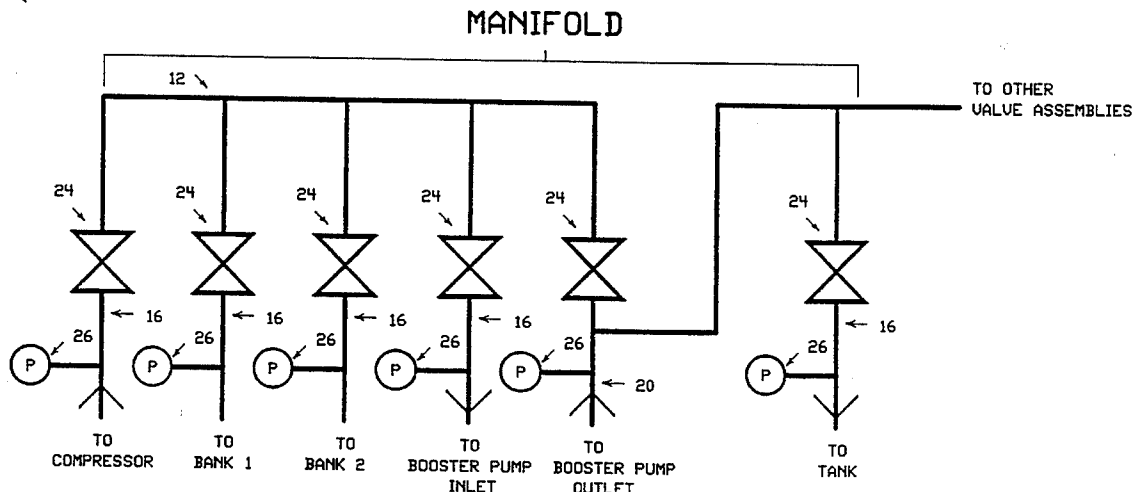 MANIFOLD
12
TO OTHER
VALVE ASSEMBLIES
24 24 24 24 24 24
16 16 16 16 16
26 26 26 26 26 26
P P P P P P
20
TO
COMPRESSOR
TO
BANK 1
TO
BANK 2
TO
BOOSTER PUMP
INLET
TO
BOOSTER PUMP
OUTLET
TO
TANK